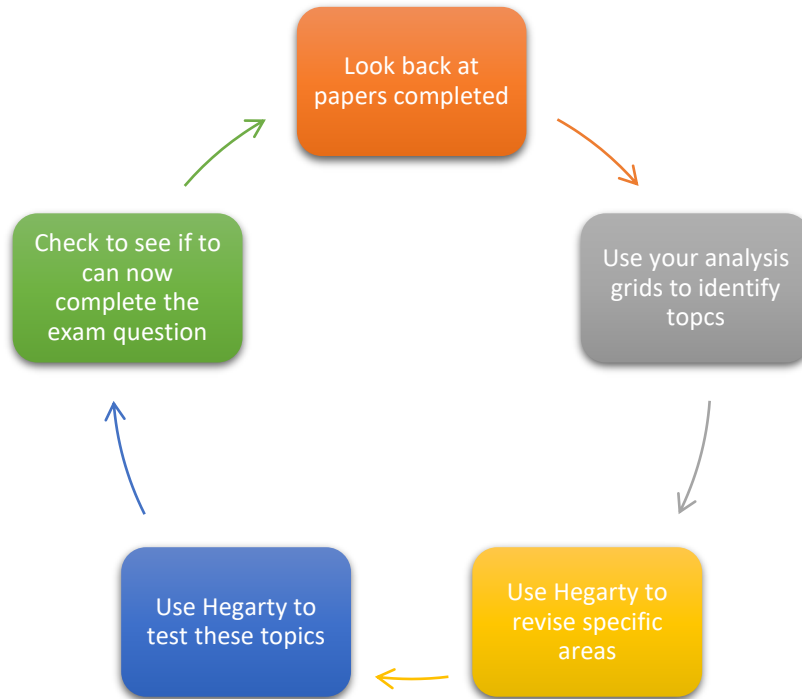 Look back at
papers completed
Use your analysis
grids to identify
topcs
Use Hegarty to
revise specific
areas
Use Hegarty to
test these topics
Check to see if to
can now
complete the
exam question